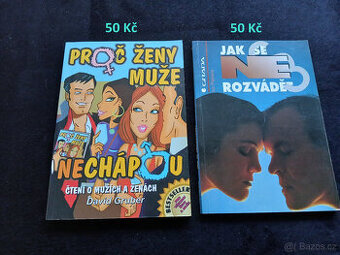 50 Kč
50 Kč
PROČ ŽENY
MUŽE
NECHÁPOU
ČTENÍ O MUŽÍCH A ŽENÁCH
David Gruber
BESTSELLER
JAK SE
NE
ROZVÁDĚT
GRADA
© Bazos.cz